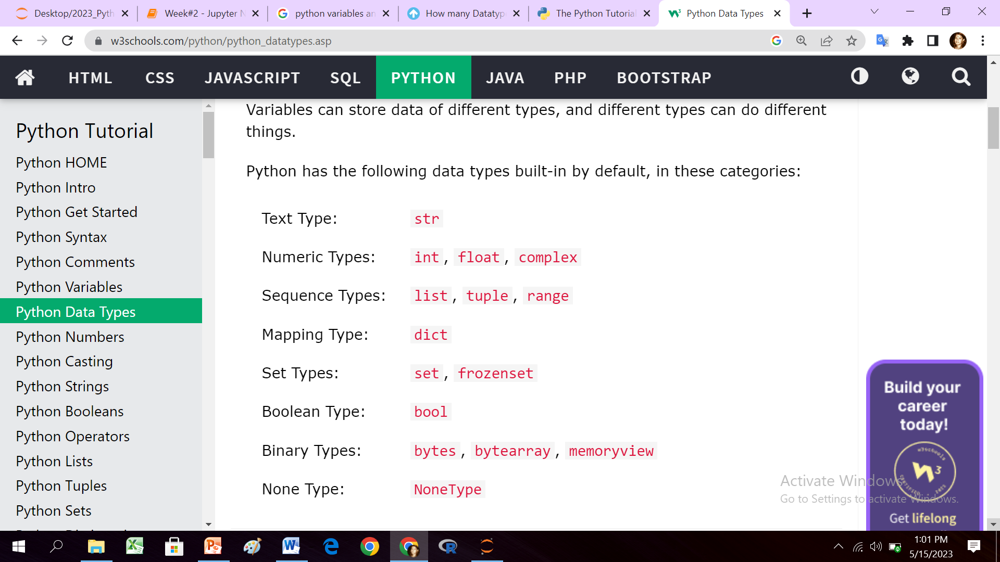 Desktop/2023_Pyth
Week#2 - Jupyter N
python variables an
How many Datatyp
The Python Tutorial
Python Data Types
w3schools.com/python/python_datatypes.asp
HTML CSS JAVASCRIPT SQL PYTHON JAVA PHP BOOTSTRAP
Python Tutorial
Python HOME
Python Intro
Python Get Started
Python Syntax
Python Comments
Python Variables
Python Data Types
Python Numbers
Python Casting
Python Strings
Python Booleans
Python Operators
Python Lists
Python Tuples
Python Sets
Variables can store data of different types, and different types can do different
things.
Python has the following data types built-in by default, in these categories:
Text Type: str
Numeric Types: int, float, complex
Sequence Types: list, tuple, range
Mapping Type: dict
Set Types: set, frozenset
Boolean Type: bool
Binary Types: bytes, bytearray, memoryview
None Type: NoneType
Build your
career
today!
w3schools
Get lifelong
Activate Windows
Go to Settings to activate Windows.
1:01 PM
5/15/2023